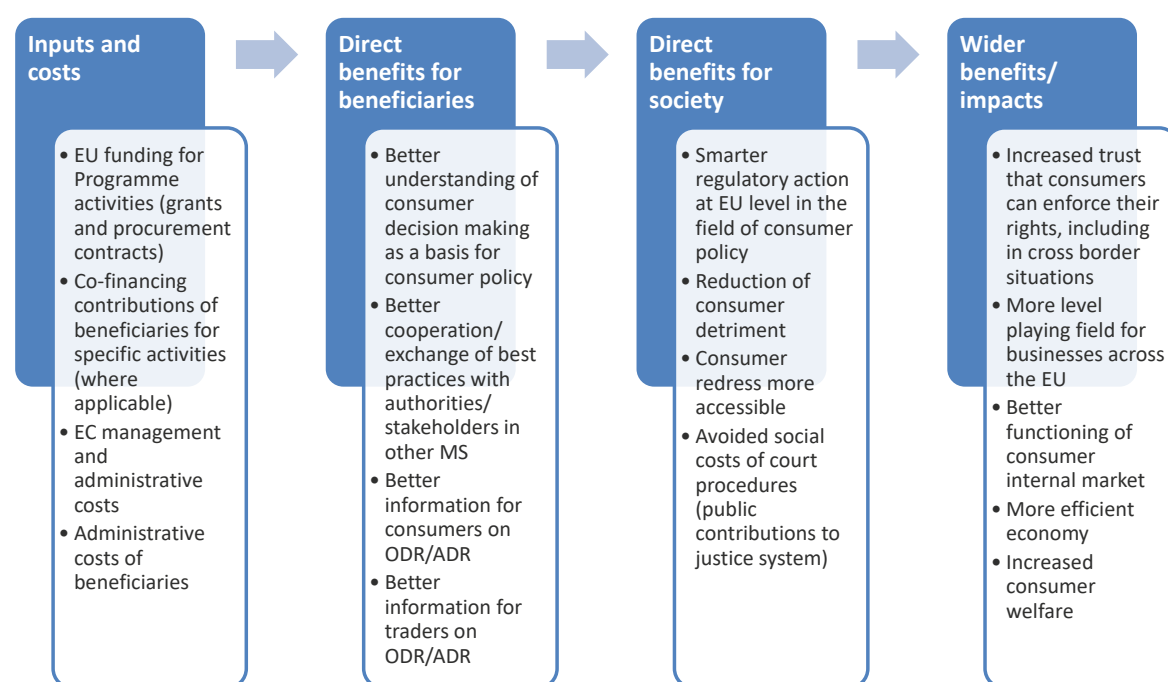 Inputs and
costs
• EU funding for
Programme
activities (grants
and procurement
contracts)
• Co-financing
contributions of
beneficiaries for
specific activities
(where
applicable)
• EC management
and
administrative
costs
• Administrative
costs of
beneficiaries
Direct
benefits for
beneficiaries
• Better
understanding of
consumer
decision making
as a basis for
consumer policy
• Better
cooperation/
exchange of best
practices with
authorities/
stakeholders in
other MS
• Better
information for
consumers on
ODR/ADR
• Better
information for
traders on
ODR/ADR
Direct
benefits for
society
• Smarter
regulatory action
at EU level in the
field of consumer
policy
• Reduction of
consumer
detriment
• Consumer
redress more
accessible
• Avoided social
costs of court
procedures
(public
contributions to
justice system)
Wider
benefits/
impacts
• Increased trust
that consumers
can enforce their
rights, including
in cross border
situations
• More level
playing field for
businesses across
the EU
• Better
functioning of
consumer
internal market
• More efficient
economy
• Increased
consumer
welfare